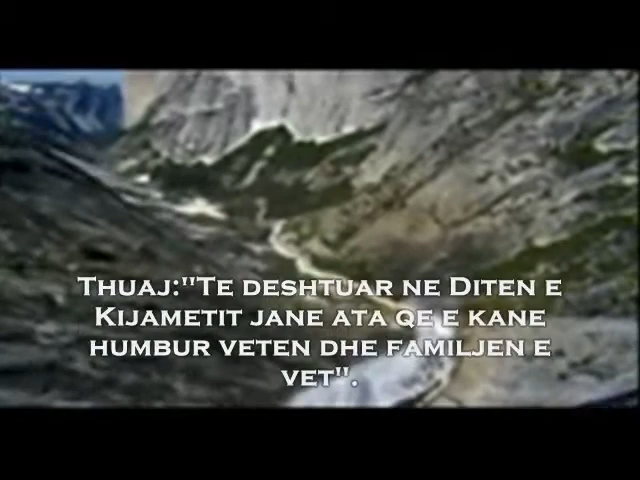 Thuaj:"Te deshtuar ne Diten e
Kijametit jane ata qe e kane
humbur veten dhe familjen e
vet".